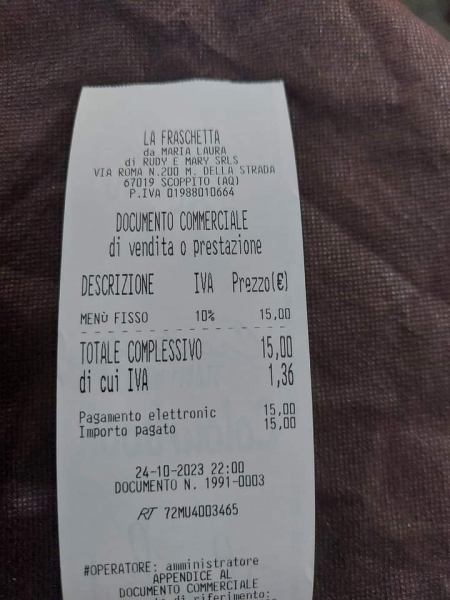 LA FRASCHETTA
da MARIA LAURA
di RUDY E MARY SRLS
VIA ROMA N.200 M. DELLA STRADA
67019 SCOPPITO (AQ)
P.IVA 01988010664
DOCUMENTO COMMERCIALE
di vendita o prestazione
DESCRIZIONE IVA Prezzo(€)
MENÙ FISSO 10% 15,00
TOTALE COMPLESSIVO 15,00
di cui IVA 1,36
Pagamento elettronic 15,00
Importo pagato 15,00
24-10-2023 22:00
DOCUMENTO N. 1991-0003
RT 72MU4003465
#OPERATORE: amministratore
APPENDICE AL
DOCUMENTO COMMERCIALE
di riferimento: